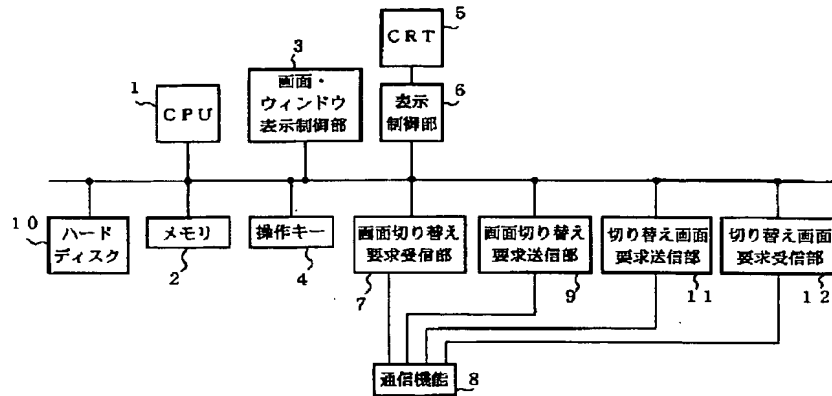 5
CRT
3
画面・
ウィンドウ
表示制御部
6
表示
制御部
1
CPU
10
ハード
ディスク
メモリ
2
操作キー
4
画面切り替え
要求受信部
7
画面切り替え
要求送信部
9
切り替え画面
要求送信部
11
切り替え画面
要求受信部
12
通信機能
8